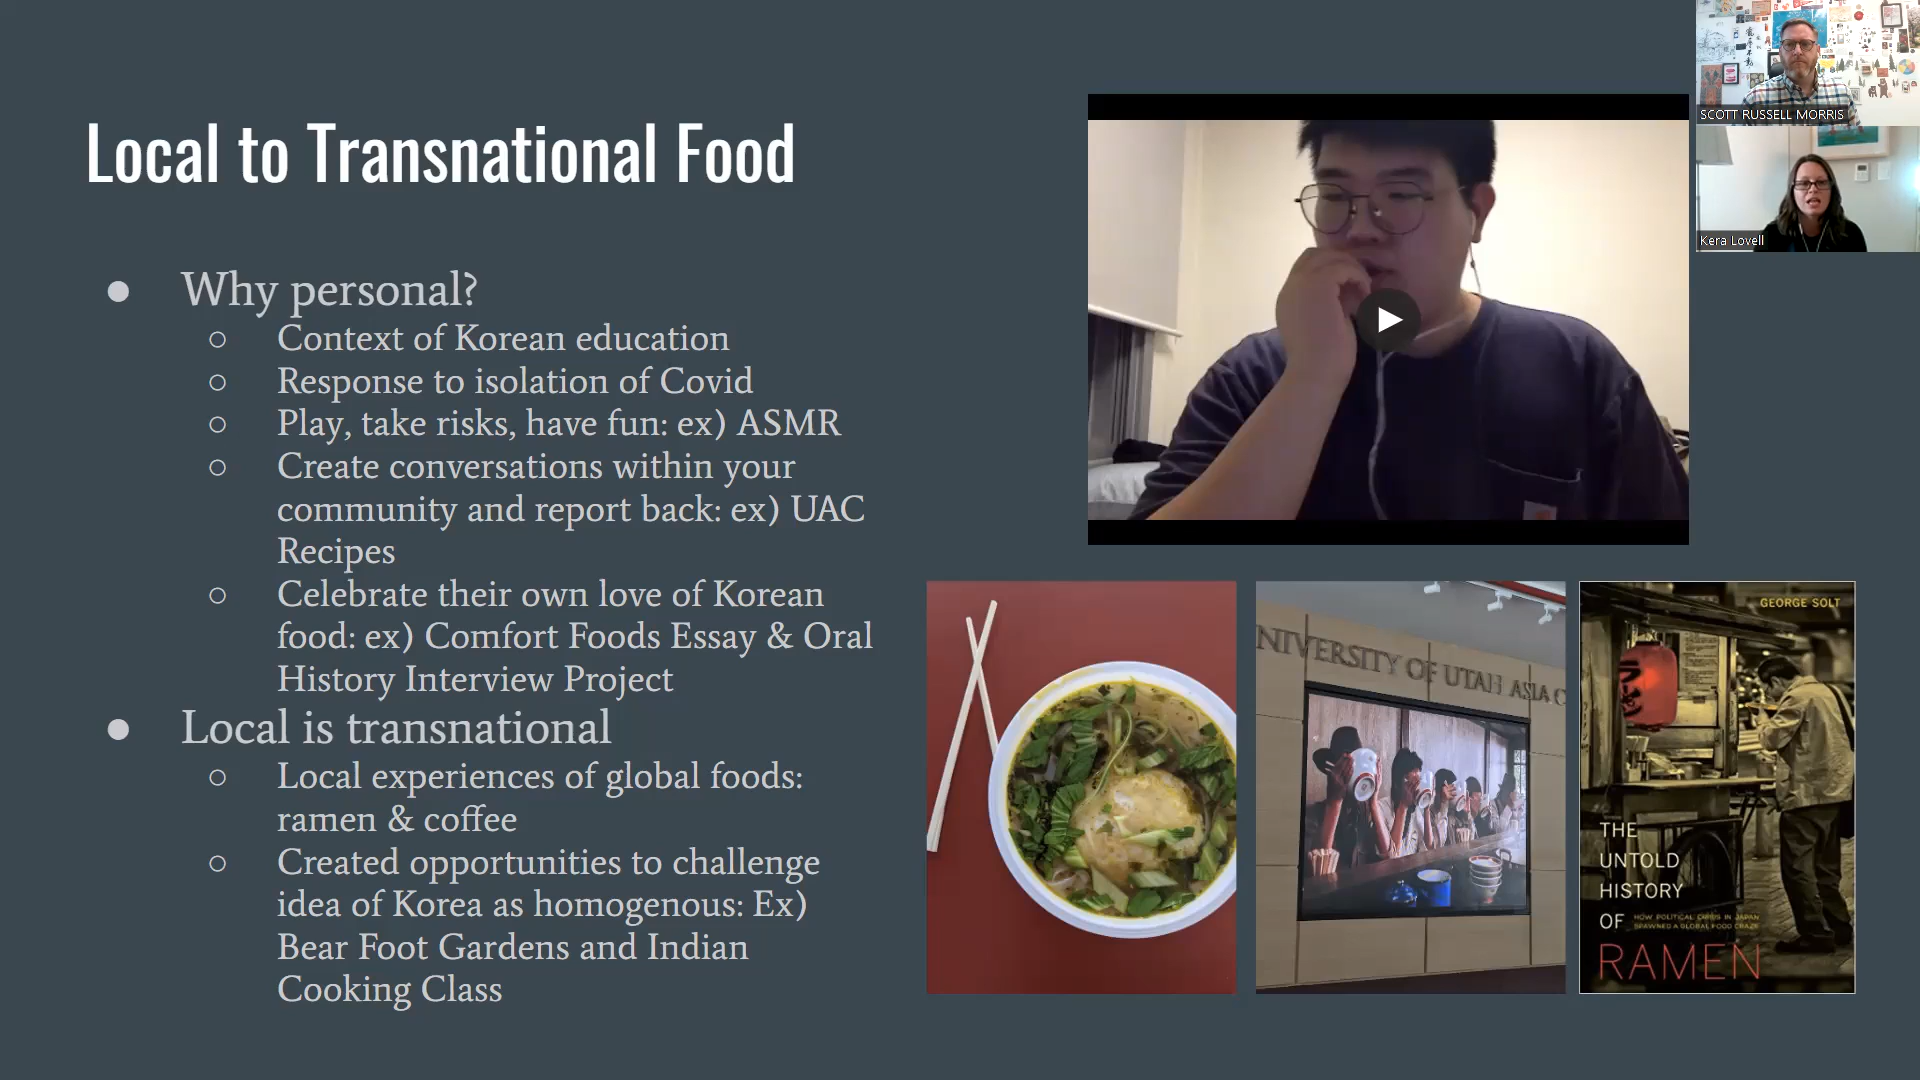 Local to Transnational Food
● Why personal?
○ Context of Korean education
○ Response to isolation of Covid
○ Play, take risks, have fun: ex) ASMR
○ Create conversations within your
community and report back: ex) UAC
Recipes
○ Celebrate their own love of Korean
food: ex) Comfort Foods Essay & Oral
History Interview Project
● Local is transnational
○ Local experiences of global foods:
ramen & coffee
○ Created opportunities to challenge
idea of Korea as homogenous: Ex)
Bear Foot Gardens and Indian
Cooking Class
SCOTT RUSSELL MORRIS
Kera Lovell
NIVERSITY OF UTAH ASIA C
GEORGE SOLT
THE
UNTOLD
HISTORY
OF
HOW POLITICAL CRISIS IN JAPAN
SPAWNED A GLOBAL FOOD CRAZE
RAMEN